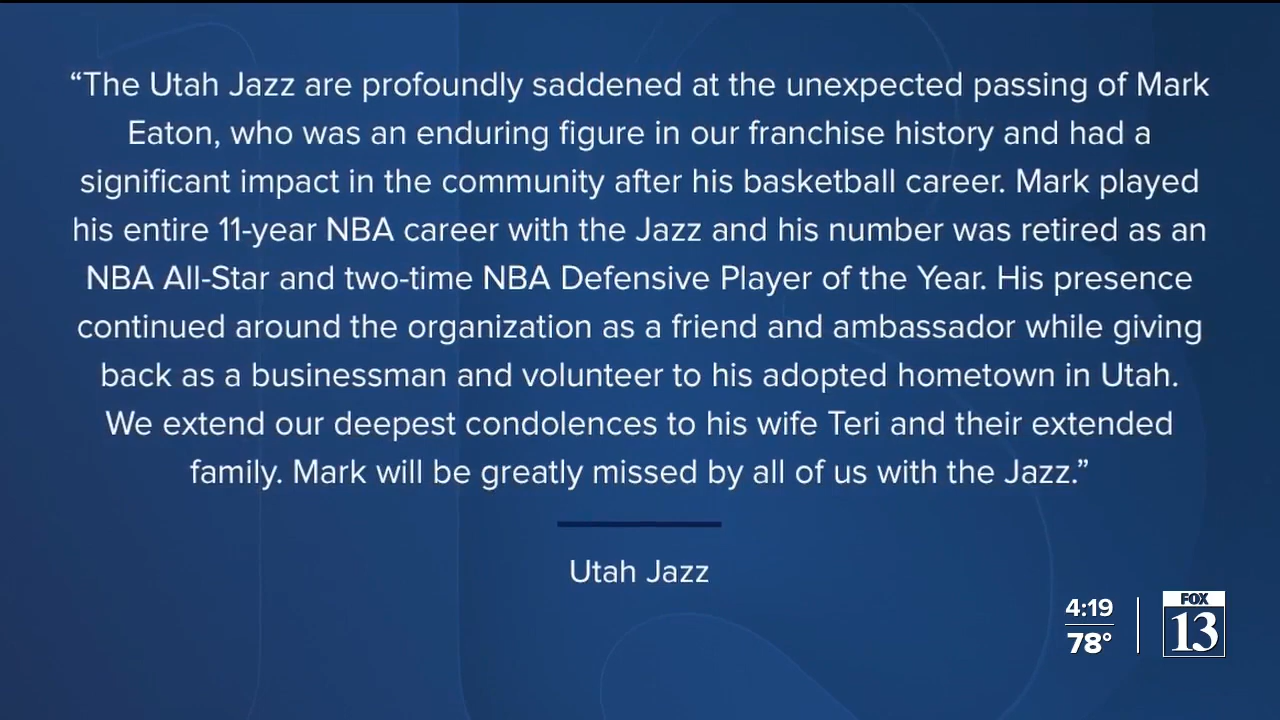 “The Utah Jazz are profoundly saddened at the unexpected passing of Mark
Eaton, who was an enduring figure in our franchise history and had a
significant impact in the community after his basketball career. Mark played
his entire 11-year NBA career with the Jazz and his number was retired as an
NBA All-Star and two-time NBA Defensive Player of the Year. His presence
continued around the organization as a friend and ambassador while giving
back as a businessman and volunteer to his adopted hometown in Utah.
We extend our deepest condolences to his wife Teri and their extended
family. Mark will be greatly missed by all of us with the Jazz.”
Utah Jazz
4:19
78°
FOX
13